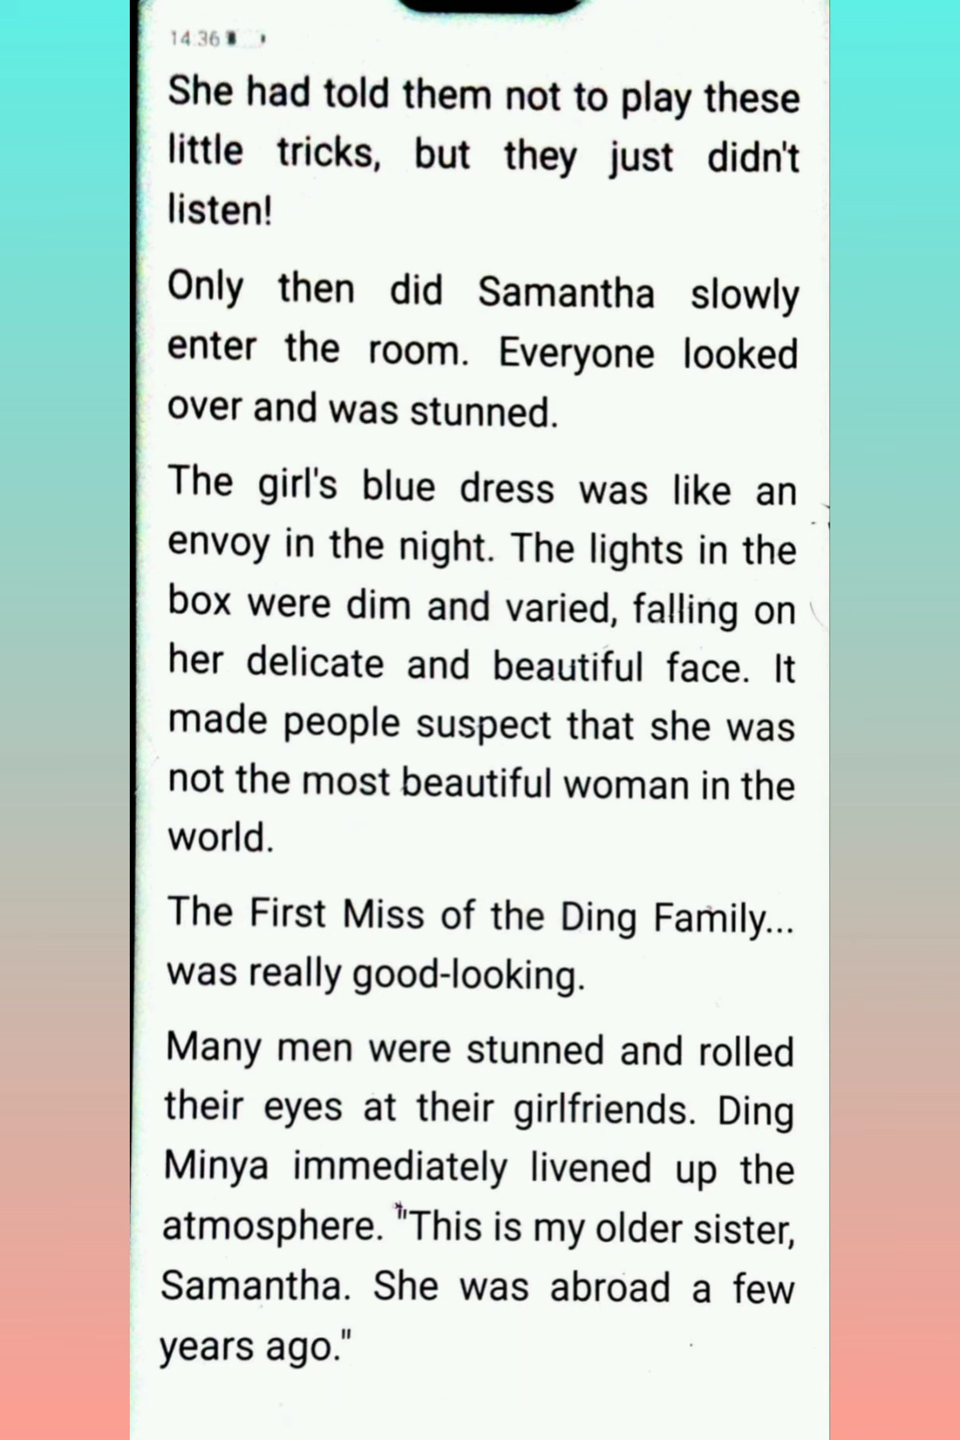 14.36
She had told them not to play these
little tricks, but they just didn't
listen!
Only then did Samantha slowly
enter the room. Everyone looked
over and was stunned.
The girl's blue dress was like an
envoy in the night. The lights in the
box were dim and varied, falling on
her delicate and beautiful face. It
made people suspect that she was
not the most beautiful woman in the
world.
The First Miss of the Ding Family...
was really good-looking.
Many men were stunned and rolled
their eyes at their girlfriends. Ding
Minya immediately livened up the
atmosphere. "This is my older sister,
Samantha. She was abroad a few
years ago."